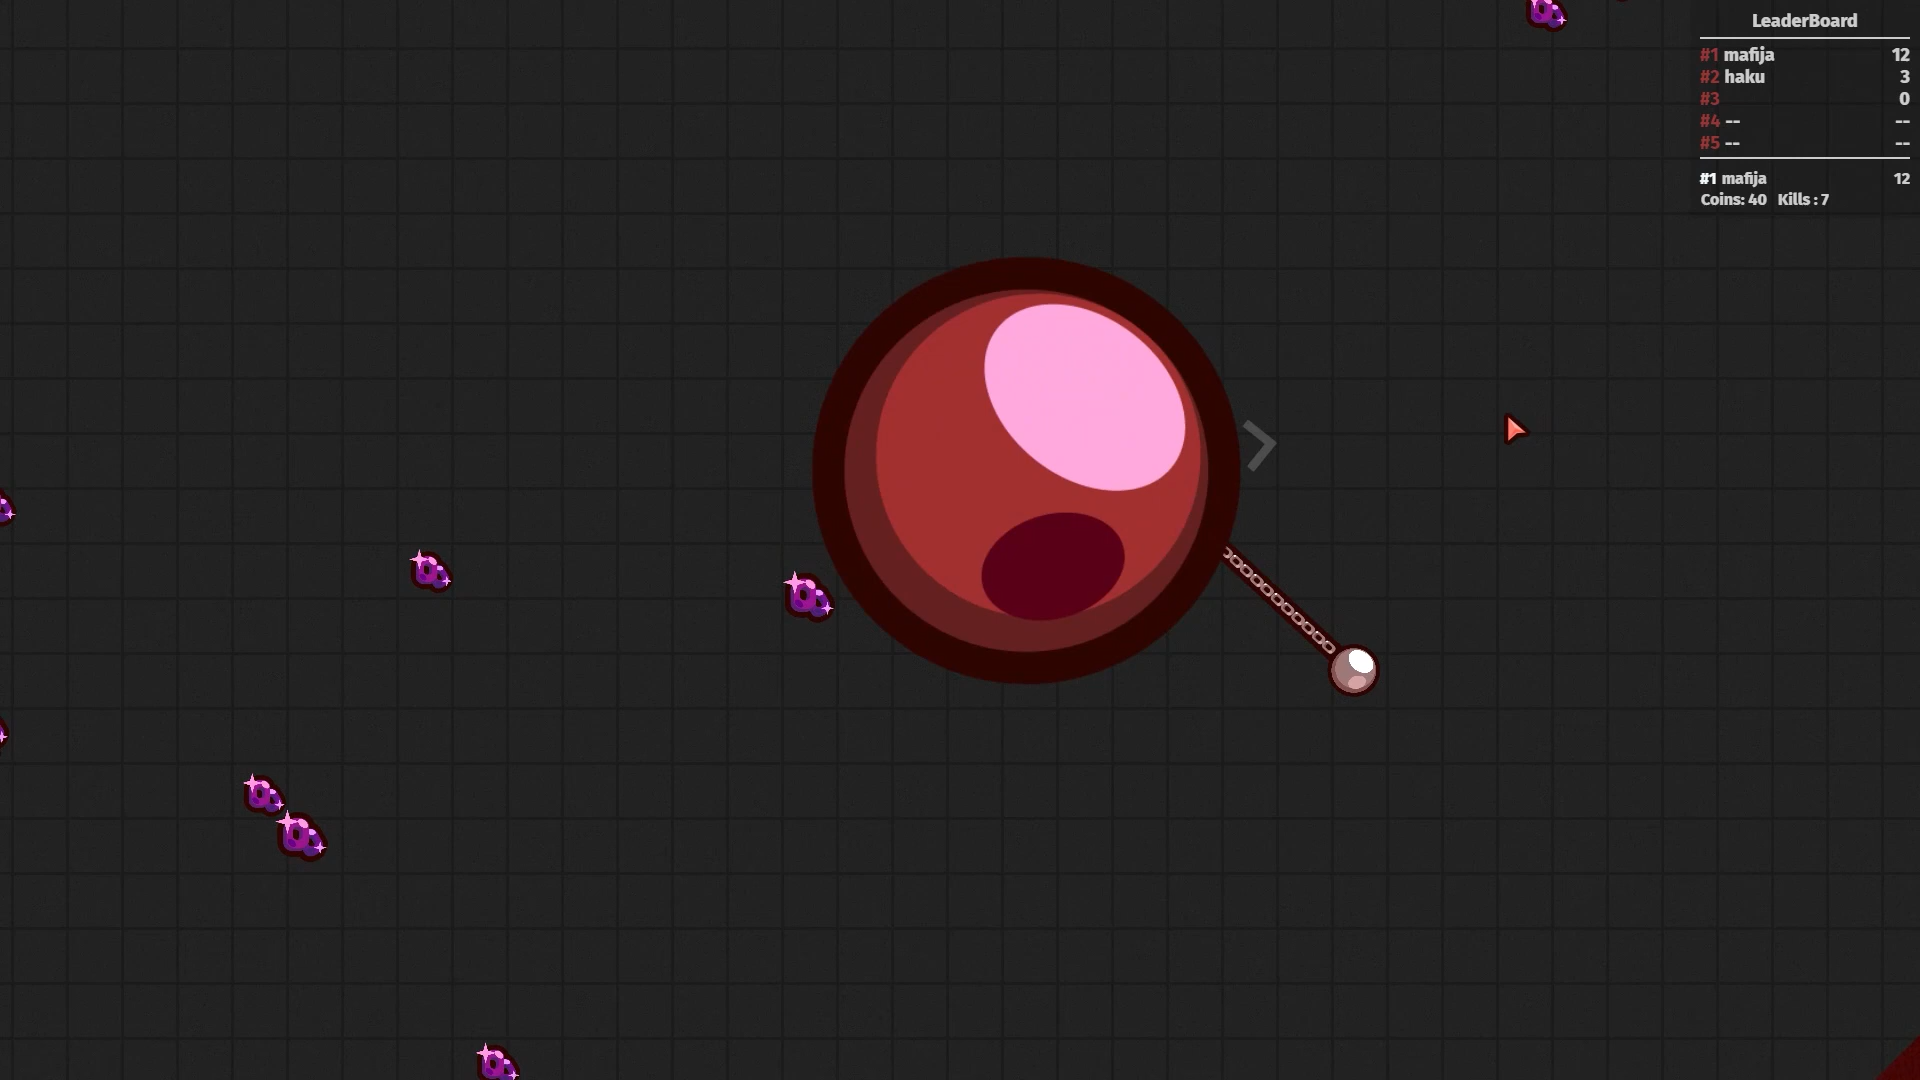 LeaderBoard
#1 mafija 12
#2 haku 3
#3 0
#4 -- --
#5 -- --
#1 mafija 12
Coins: 40 Kills : 7